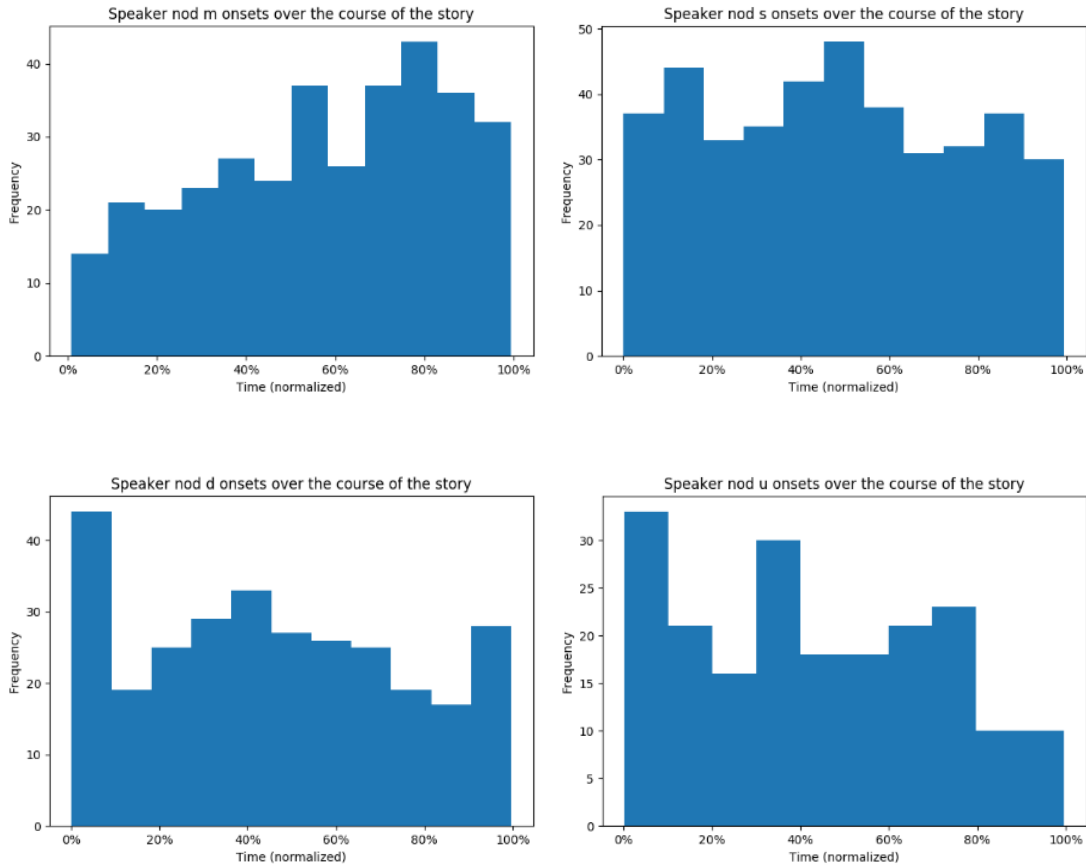 Speaker nod m onsets over the course of the story
Frequency
40
30
20
10
0
0% 20% 40% 60% 80% 100%
Time (normalized)
Speaker nod s onsets over the course of the story
Frequency
50
40
30
20
10
0
0% 20% 40% 60% 80% 100%
Time (normalized)
Speaker nod d onsets over the course of the story
Frequency
40
30
20
10
0
0% 20% 40% 60% 80% 100%
Time (normalized)
Speaker nod u onsets over the course of the story
Frequency
30
25
20
15
10
5
0
0% 20% 40% 60% 80% 100%
Time (normalized)